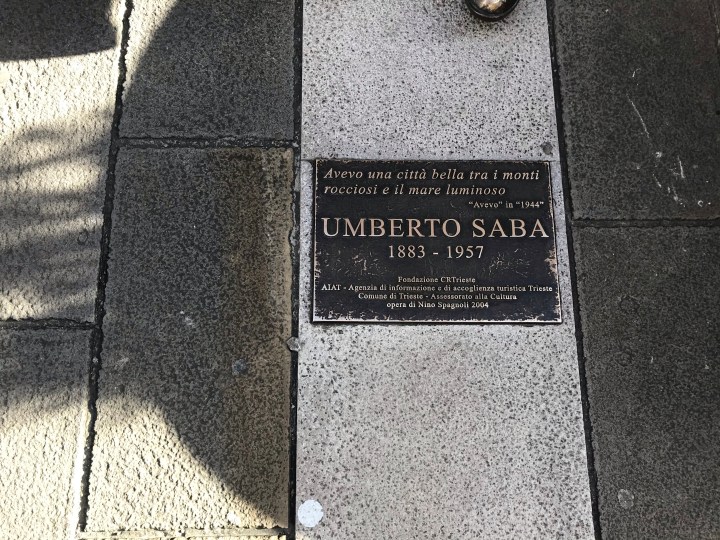 Avevo una città bella tra i monti
rocciosi e il mare luminoso
"Avevo" in "1944"
UMBERTO SABA
1883 - 1957
Fondazione CRTrieste
AIAT - Agenzia di informazione e di accoglienza turistica Trieste
Comune di Trieste - Assessorato alla Cultura
opera di Nino Spagnoli 2004